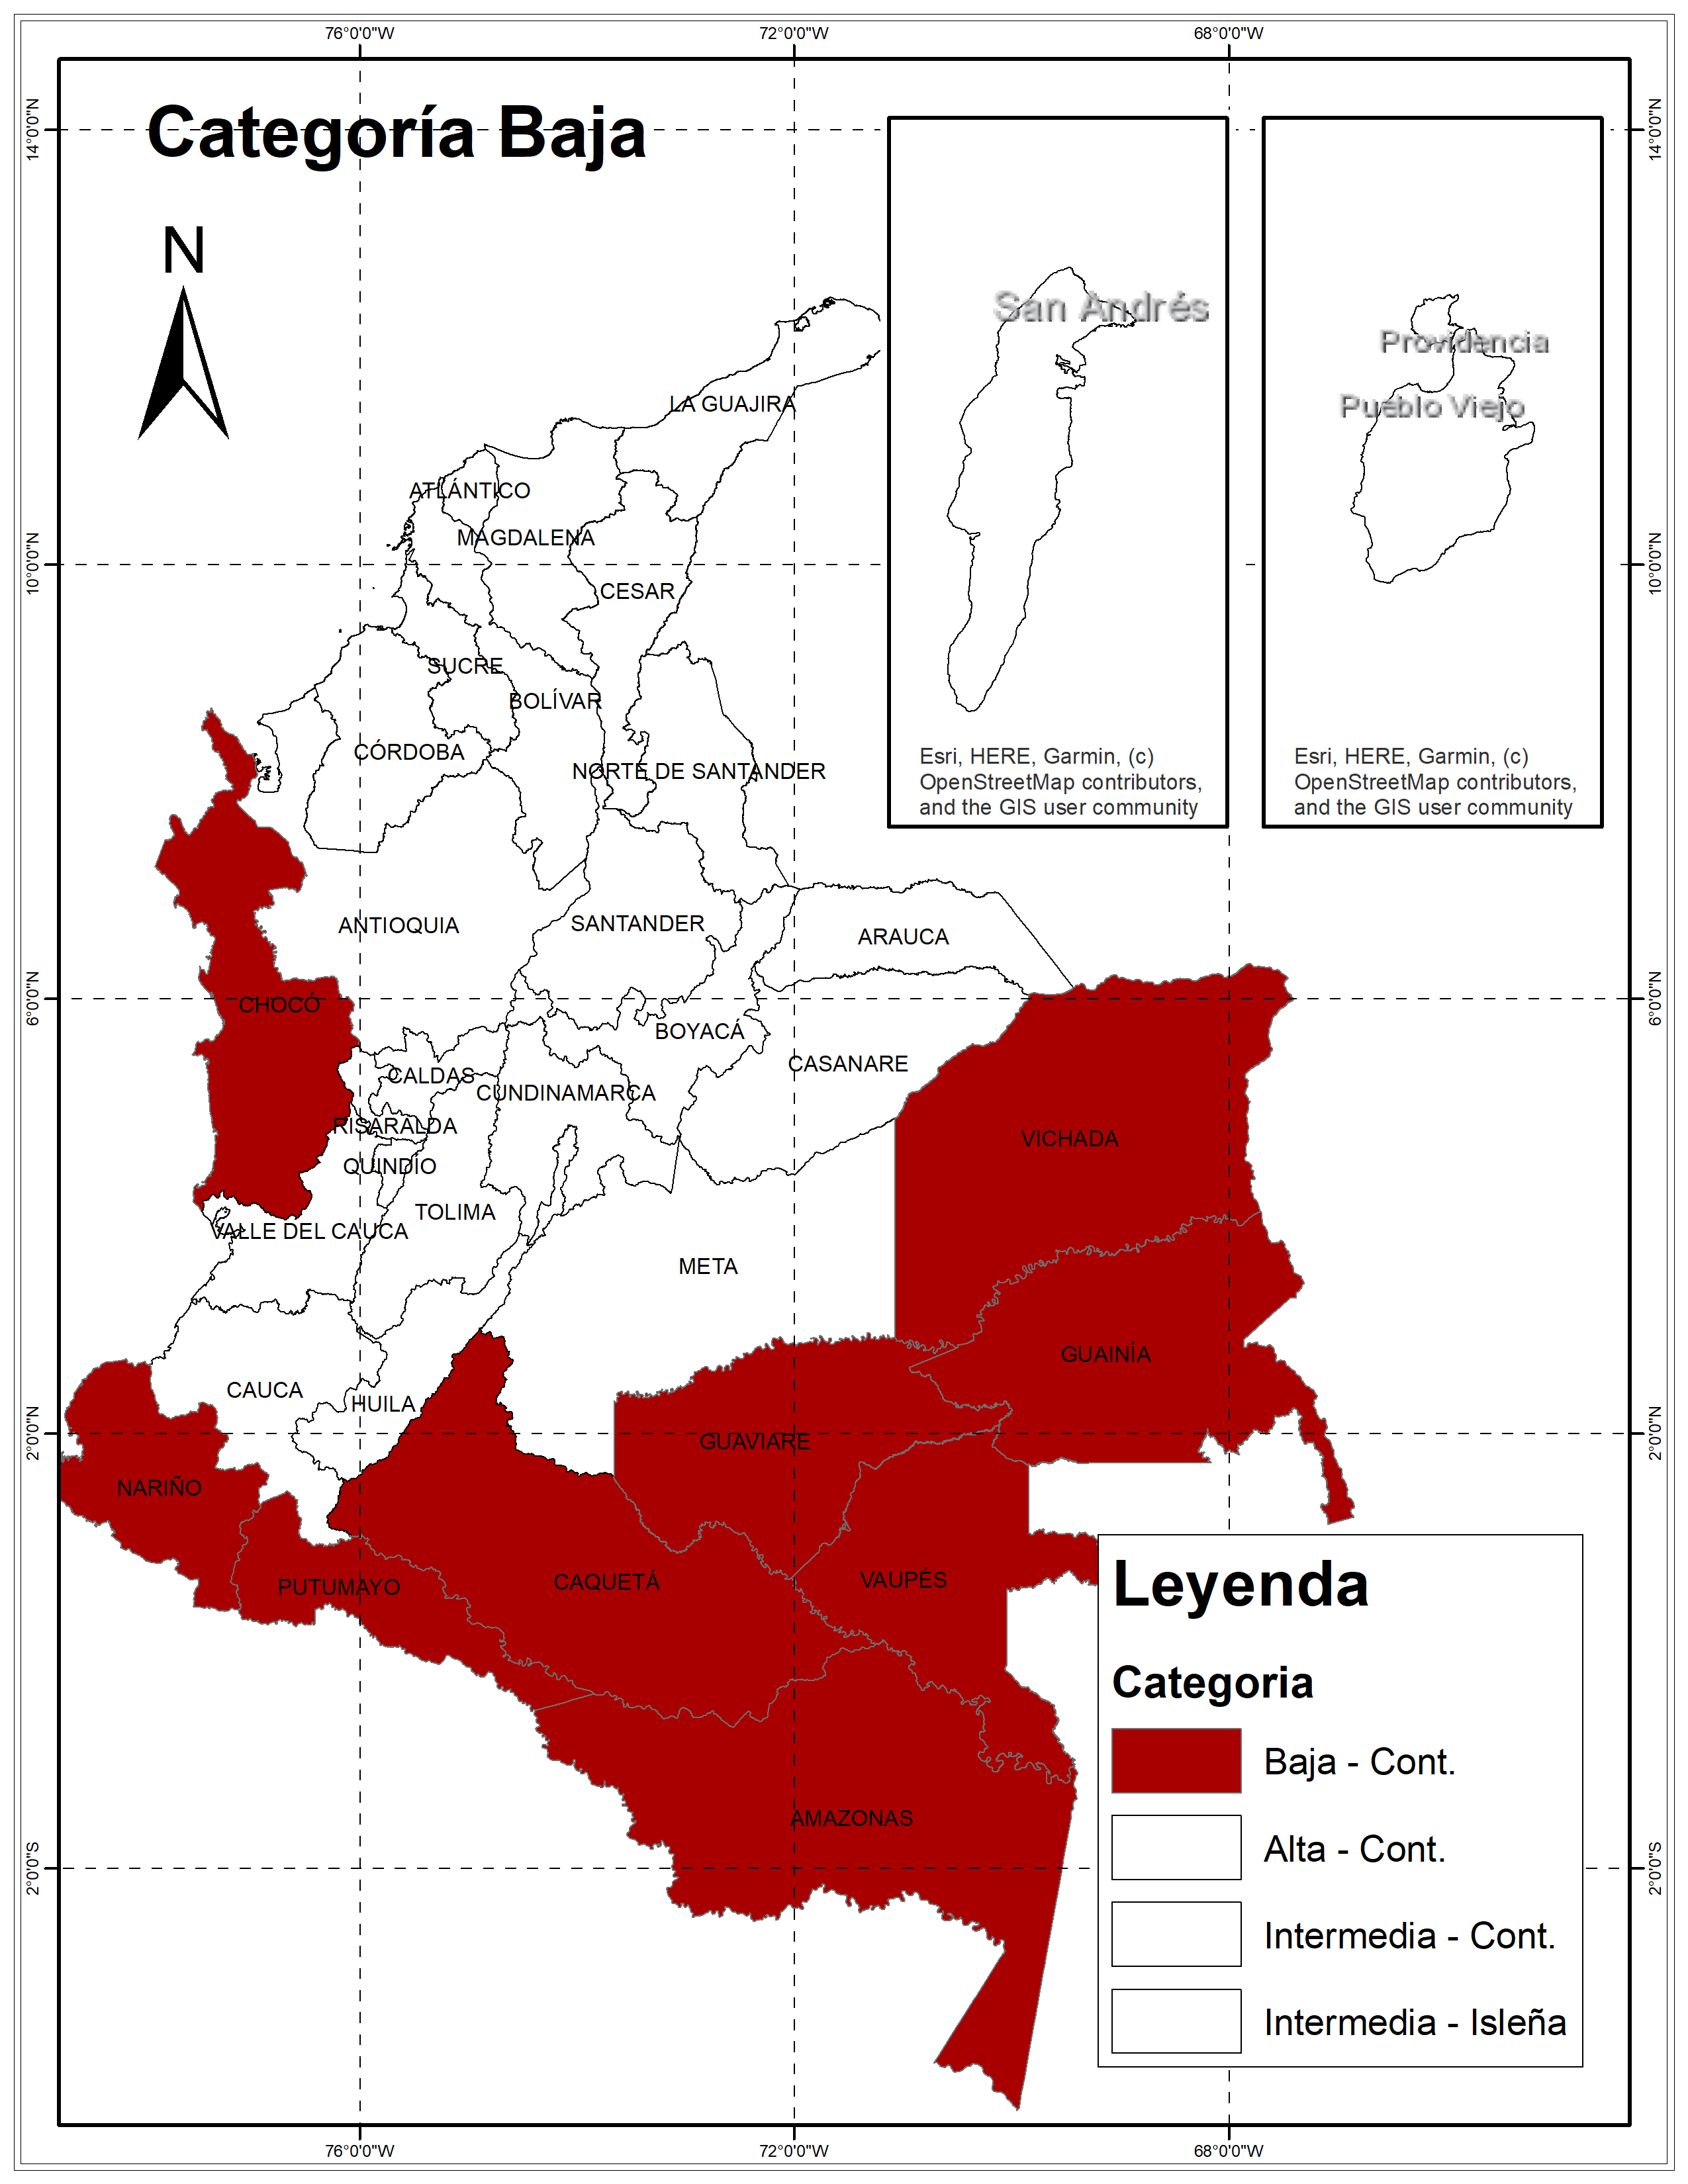 76°0'0"W
72°0'0"W
68°0'0"W
14°0'0"N
14°0'0"N
Categoría Baja
N
San Andrés
Providencia
Pueblo Viejo
LA GUAJIRA
ATLÁNTICO
MAGDALENA
10°0'0"N
10°0'0"N
CESAR
SUCRE
BOLÍVAR
CÓRDOBA
NORTE DE SANTANDER
Esri, HERE, Garmin, (c)
OpenStreetMap contributors,
and the GIS user community
Esri, HERE, Garmin, (c)
OpenStreetMap contributors,
and the GIS user community
ANTIOQUIA
SANTANDER
ARAUCA
6°0'0"N
6°0'0"N
CHOCÓ
BOYACÁ
CASANARE
CALDAS
CUNDINAMARCA
RISARALDA
VICHADA
QUINDÍO
TOLIMA
VALLE DEL CAUCA
META
GUAINÍA
CAUCA
HUILA
2°0'0"N
2°0'0"N
GUAVIARE
NARIÑO
PUTUMAYO
CAQUETÁ
VAUPÉS
AMAZONAS
Leyenda
Categoria
Baja - Cont.
Alta - Cont.
Intermedia - Cont.
Intermedia - Isleña
2°0'0"S
2°0'0"S
76°0'0"W
72°0'0"W
68°0'0"W